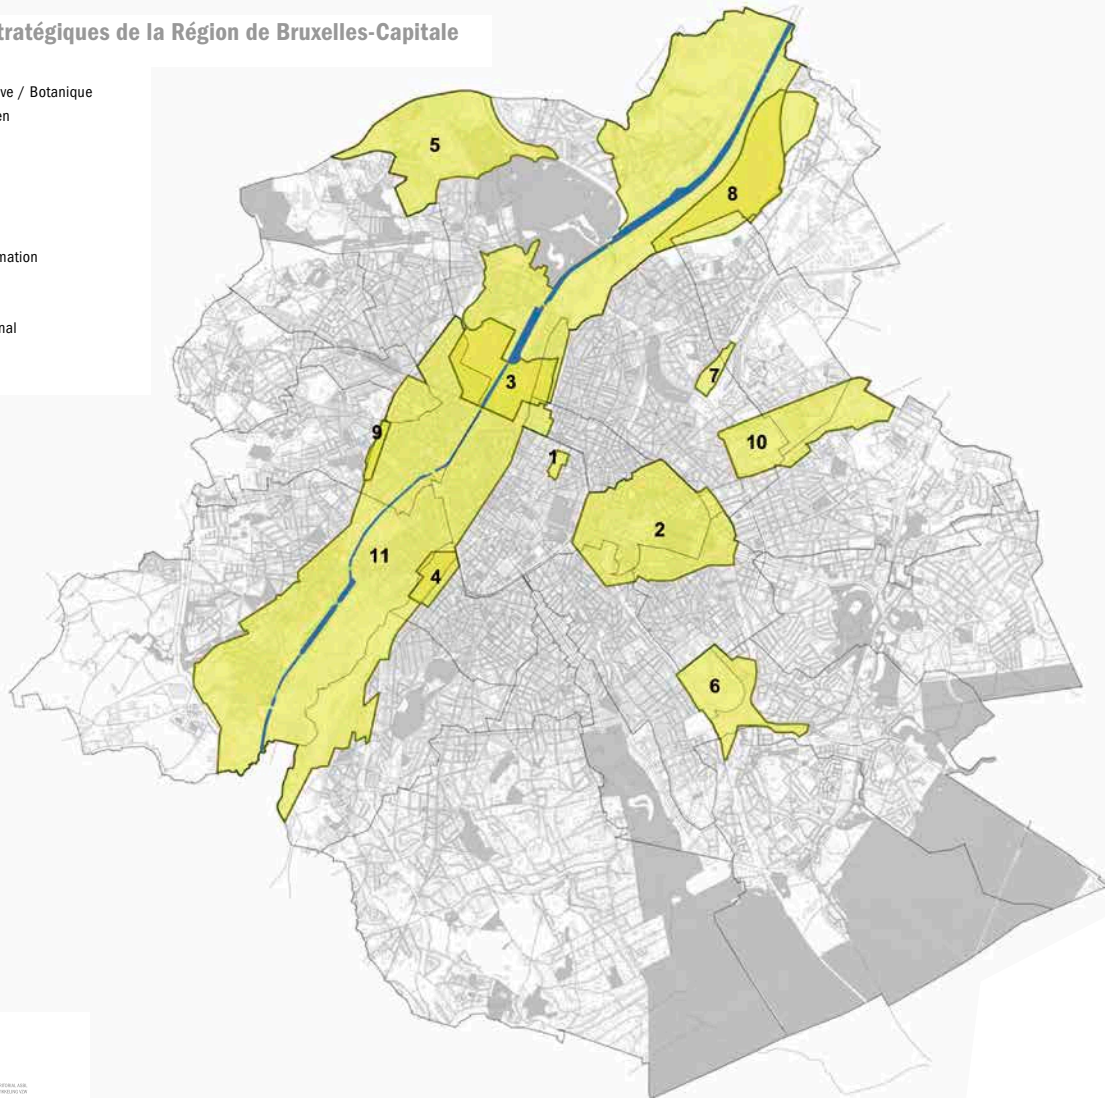 tratégiques de la Région de Bruxelles-Capitale
ve / Botanique
en
mation
nal
5
8
3
7
9
10
1
2
11
4
6